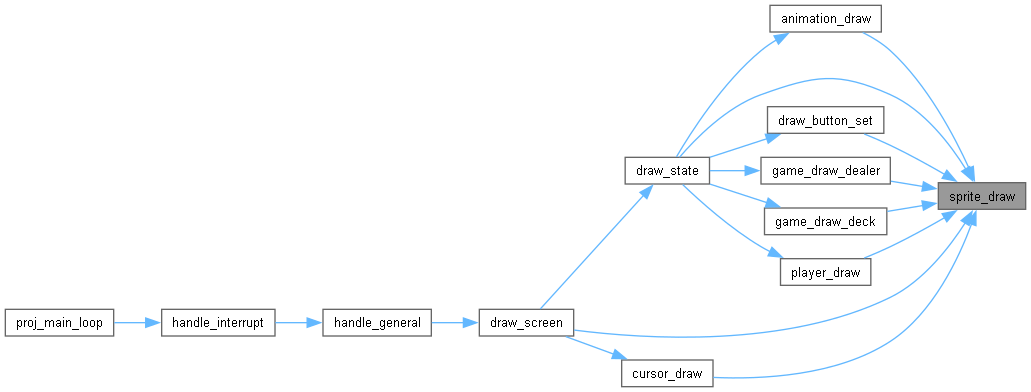 animation_draw
draw_button_set
draw_state
game_draw_dealer
sprite_draw
game_draw_deck
player_draw
proj_main_loop
handle_interrupt
handle_general
draw_screen
cursor_draw